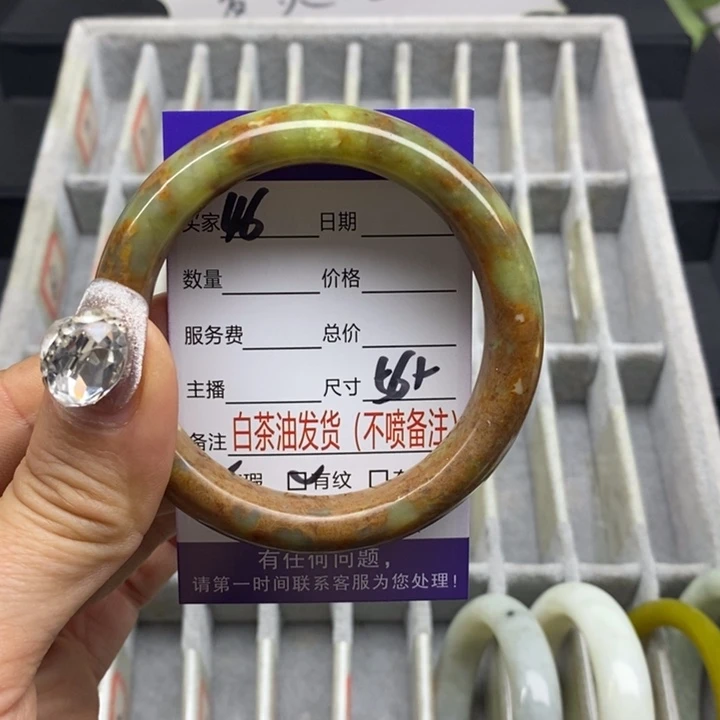 买家 46 日期
数量 价格
服务费 总价
主播 尺寸 56+
备注 白茶油发货（不喷备注）
瑕 有纹
有任何问题，
请第一时间联系客服为您处理！